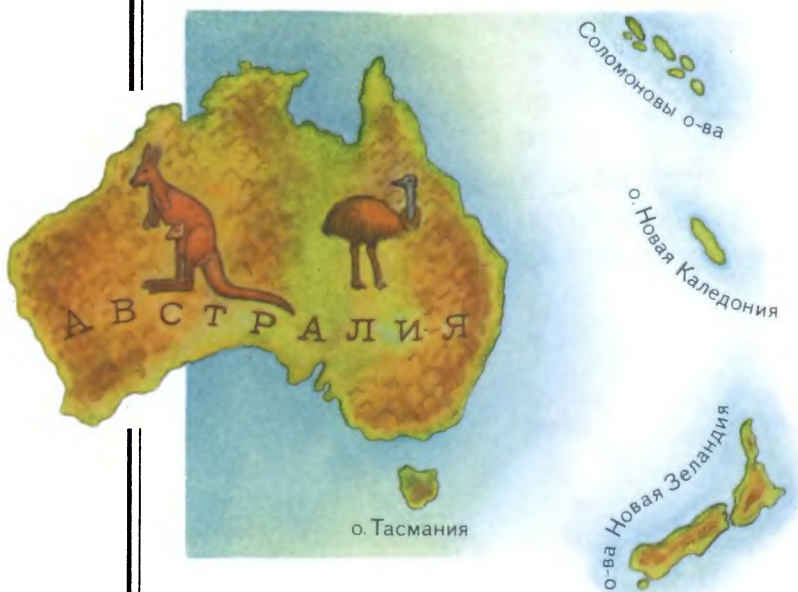 Соломоновы о-ва
о. Новая Каледония
АВСТРАЛИЯ
о. Тасмания
о-ва Новая Зеландия